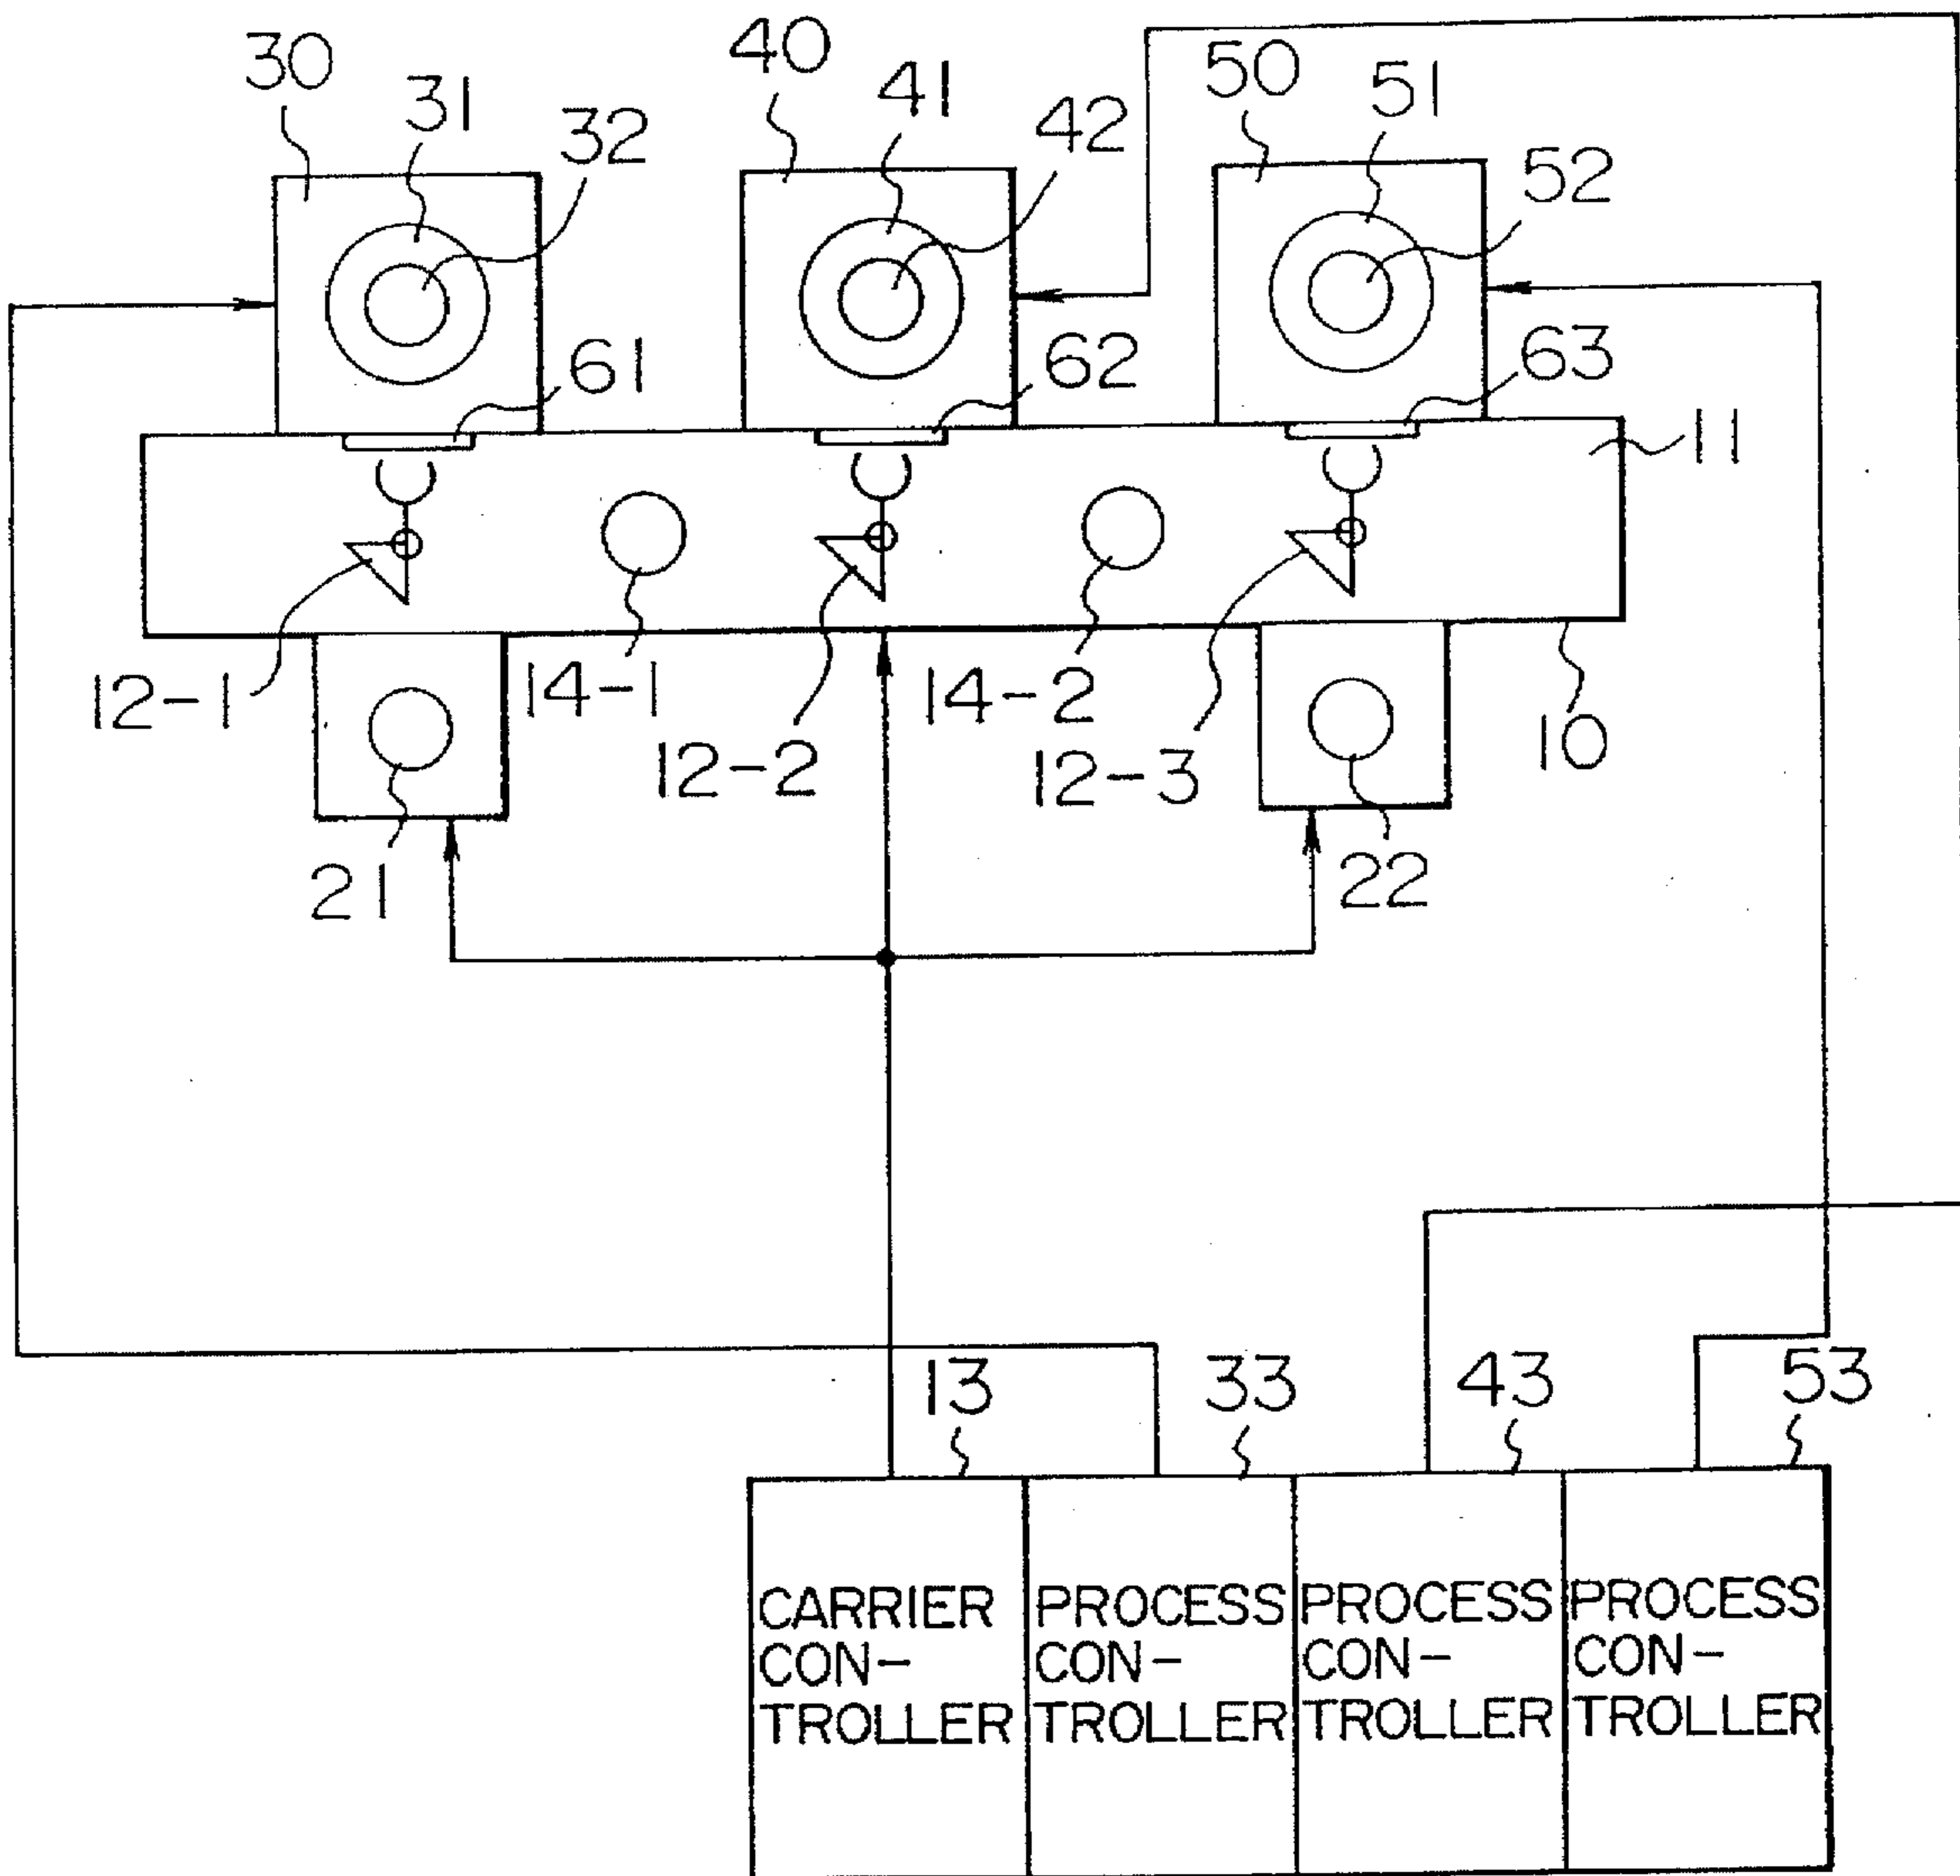 30
40
50
31
41
51
32
42
52
61
62
63
11
12-1
14-1
12-2
14-2
12-3
10
21
22
13
33
43
53
CARRIER
CON-
TROLLER
PROCESS
CON-
TROLLER
PROCESS
CON-
TROLLER
PROCESS
CON-
TROLLER